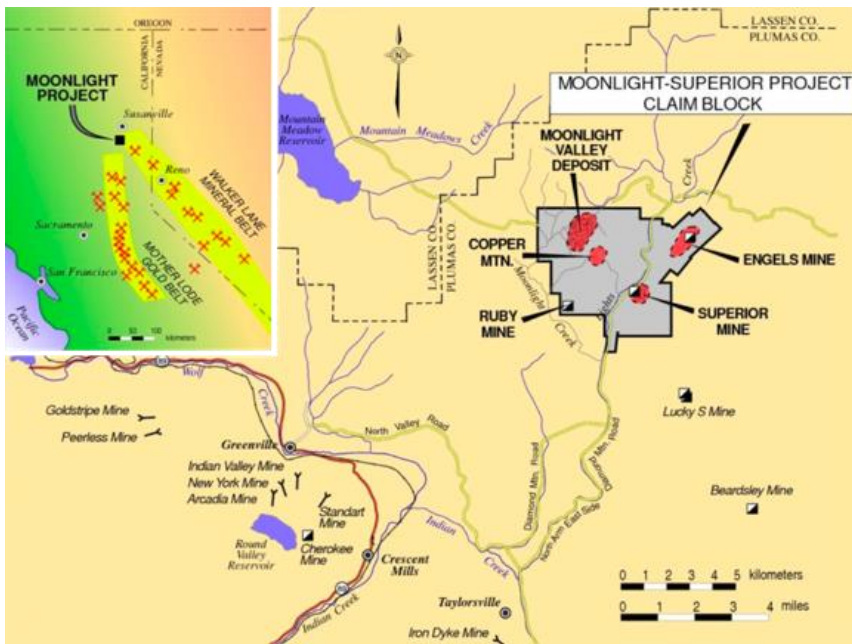 OREGON
CALIFORNIA
NEVADA
MOONLIGHT
PROJECT
Susanville
Reno
WALKER LANE
MINERAL BELT
Sacramento
MOTHER LODE
GOLD BELT
San Francisco
Pacific
Ocean
0 50 100
kilometers
N
LASSEN CO.
PLUMAS CO.
MOONLIGHT-SUPERIOR PROJECT
CLAIM BLOCK
Mountain
Meadow
Reservoir
Mountain Meadows
Creek
MOONLIGHT
VALLEY
DEPOSIT
Creek
COPPER
MTN.
ENGELS MINE
LASSEN CO.
PLUMAS CO.
Moonlight
Creek
Lights
RUBY
MINE
SUPERIOR
MINE
89
Wolf
Creek
Goldstripe Mine
Peerless Mine
Lucky S Mine
North Valley Road
Greenville
Indian Valley Mine
New York Mine
Arcadia Mine
Standart
Mine
Diamond Mtn. Road
Diamond Mtn. Road
North Arm East Side
Beardsley Mine
Round
Valley
Reservoir
Cherokee
Mine
Crescent
Mills
Indian
Creek
89
Indian Creek
Taylorsville
Iron Dyke Mine
0 1 2 3 4 5 kilometers
0 1 2 3 4 miles